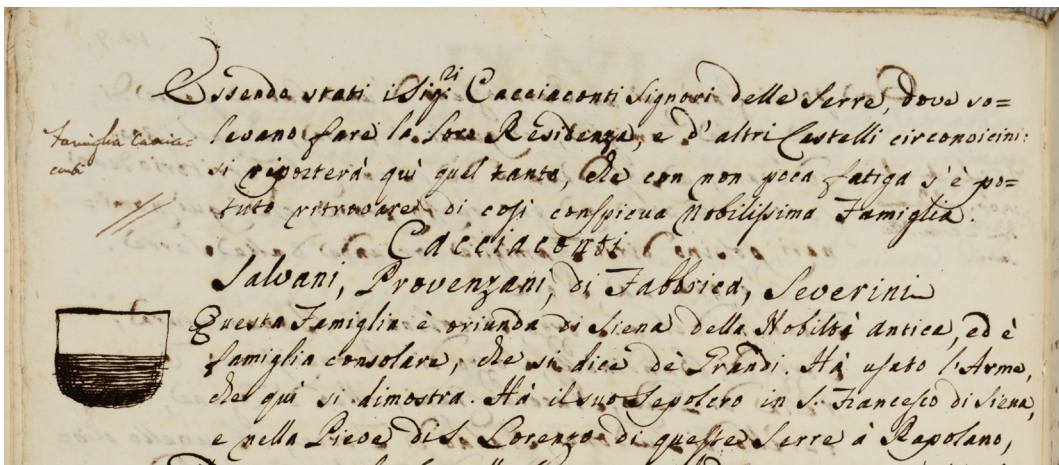 Essendo stati i Sig.ri Cacciaconti Signori delle Serre, dove so=
Famiglia Caccia=
conti
levano fare la loro Residenza, e d'altri Castelli circonvicini:
si riporterà quì quel tanto, che con non poca fatiga s'è po=
tuto ritrovare di così conspicua Nobilissima Famiglia.
Cacciaconti
Salvani, Provenzani, di Fabbrica, Severini
Questa Famiglia è oriunda di Siena della Nobiltà antica, ed è
famiglia consolare, che si dice dè Grandi. Hà usato l'Arme,
che quì si dimostra. Hà il suo Sepolcro in S. Francesco di Siena,
e nella Pieve di S. Lorenzo di queste Serre à Rapolano,